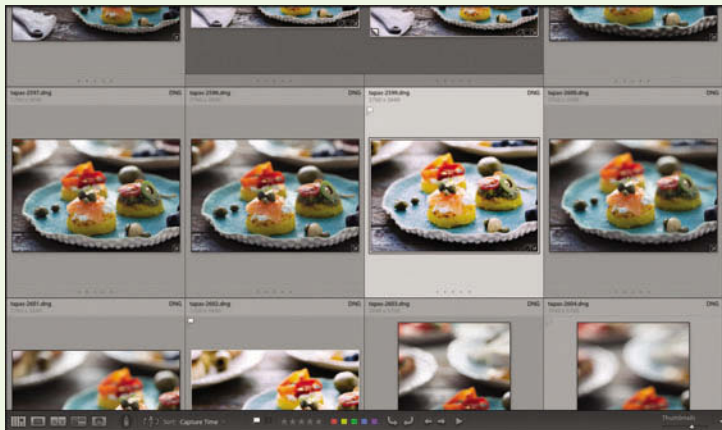 tapas-2597.dng DNG
tapas-2598.dng DNG
tapas-2599.dng DNG
tapas-2600.dng DNG
tapas-2601.dng DNG
tapas-2602.dng DNG
tapas-2603.dng DNG
tapas-2604.dng DNG
Sort: Capture Time
Thumbnails